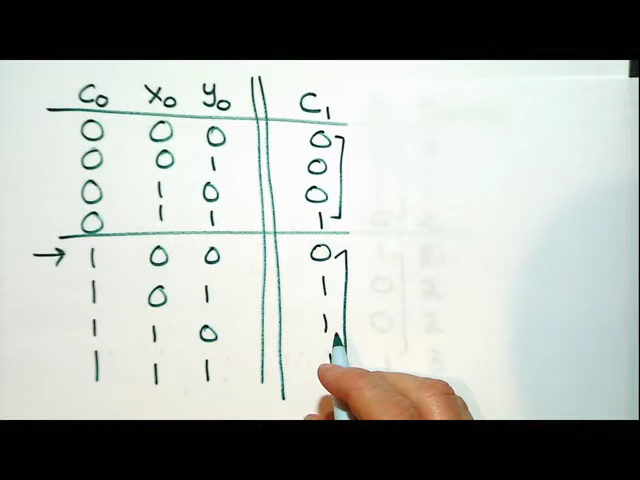 C₀ X₀ Y₀ C₁
0 0 0 0
0 0 1 0
0 1 0 0
0 1 1 1
→ 1 0 0 0
1 0 1 1
1 1 0 1
1 1 1